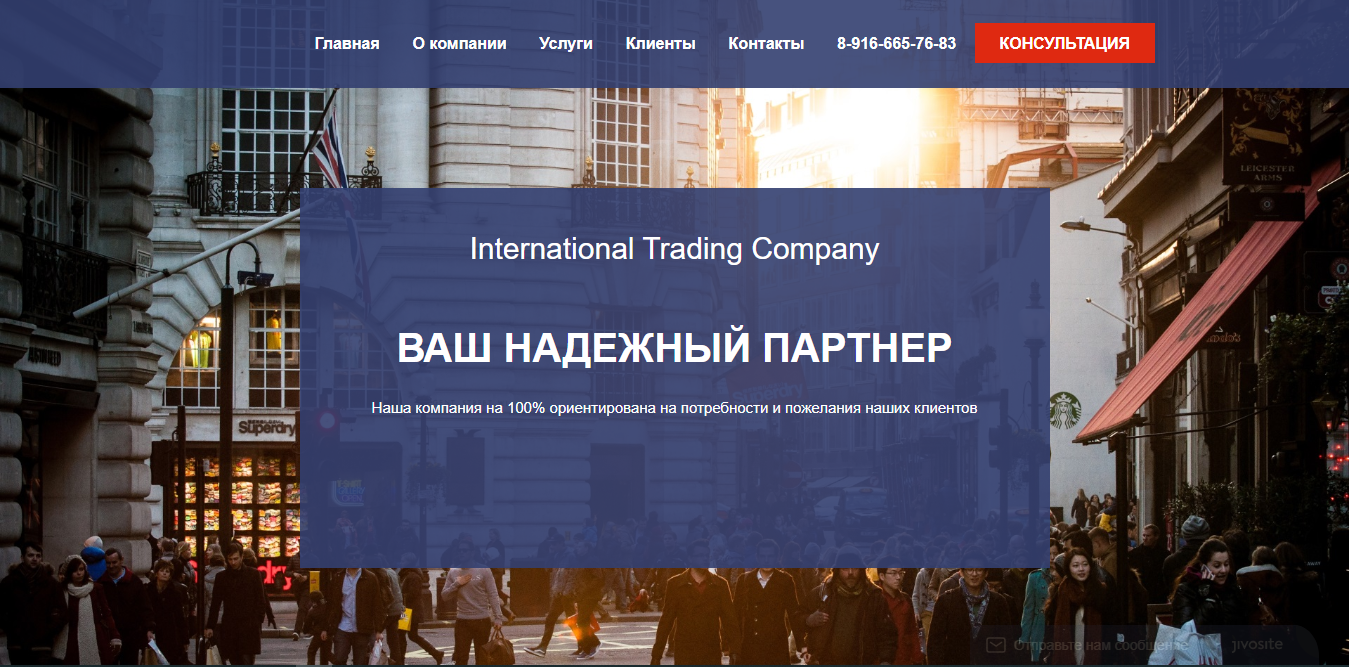 Главная О компании Услуги Клиенты Контакты 8-916-665-76-83 КОНСУЛЬТАЦИЯ
LEICESTER
ARMS
International Trading Company
ВАШ НАДЕЖНЫЙ ПАРТНЕР
Наша компания на 100% ориентирована на потребности и пожелания наших клиентов
Superdry
Отправьте нам сообщение jivosite